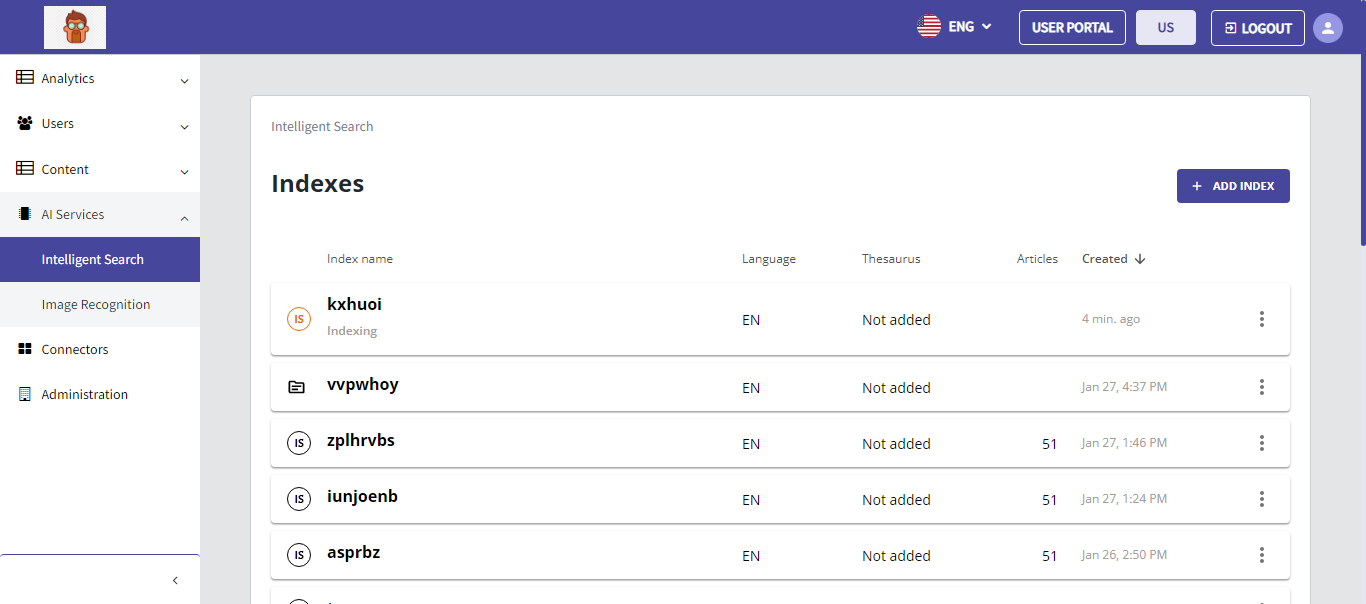 ENG
USER PORTAL
US
LOGOUT
Analytics
Users
Content
AI Services
Intelligent Search
Image Recognition
Connectors
Administration
Intelligent Search
Indexes
ADD INDEX
Index name Language Thesaurus Articles Created
IS kxhuoi EN Not added 4 min. ago
Indexing
vvpwhoy EN Not added Jan 27, 4:37 PM
IS zplhrvbs EN Not added 51 Jan 27, 1:46 PM
IS iunjoenb EN Not added 51 Jan 27, 1:24 PM
IS asprbz EN Not added 51 Jan 26, 2:50 PM